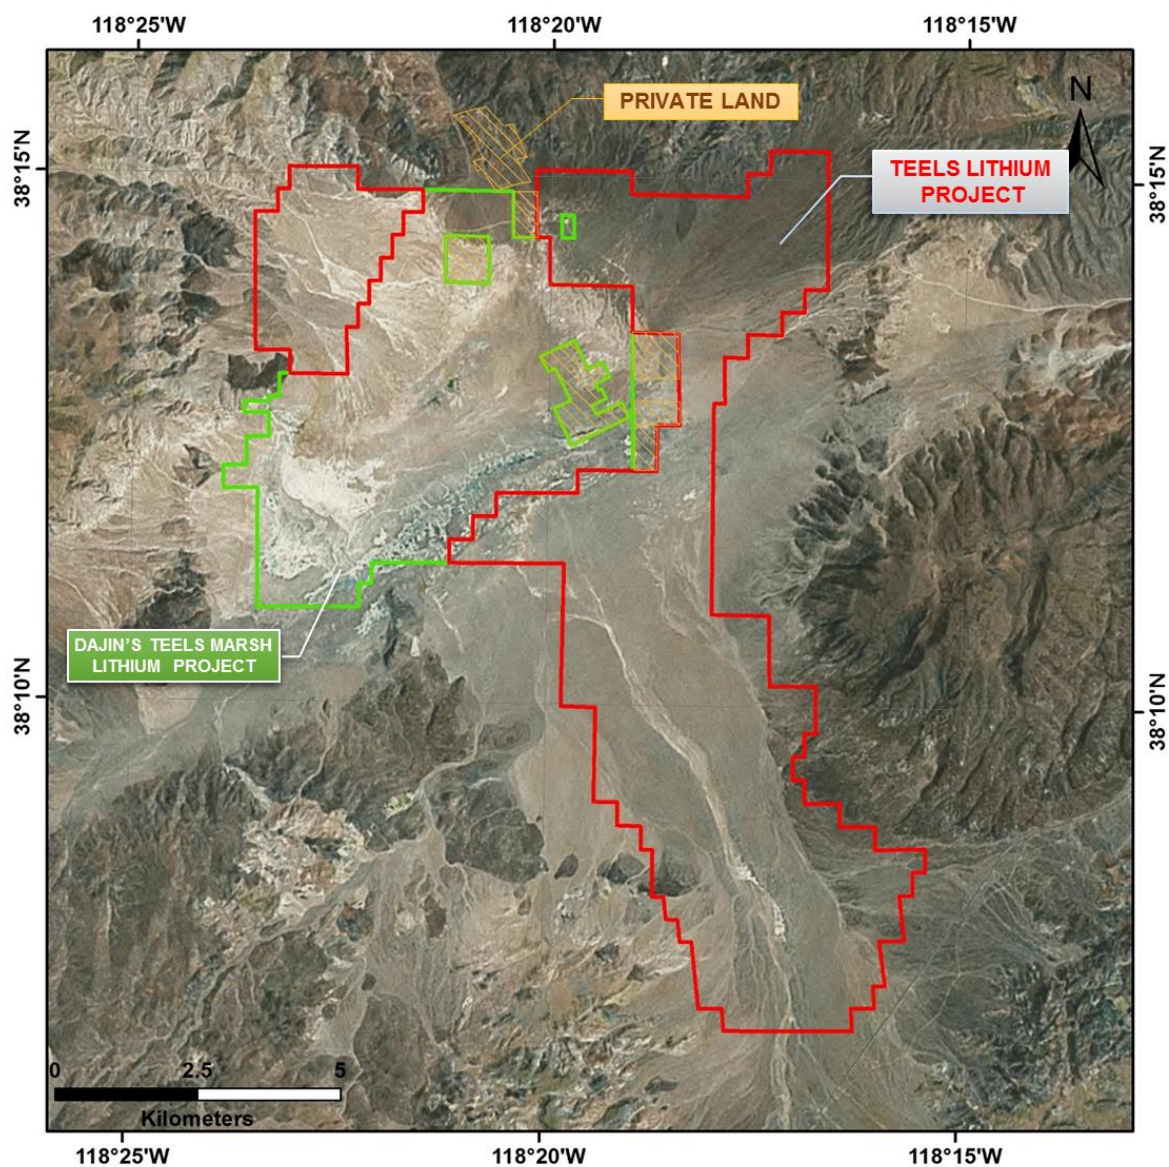 118°25'W
118°20'W
118°15'W
N
PRIVATE LAND
38°15'N
38°15'N
TEELS LITHIUM
PROJECT
DAJIN'S TEELS MARSH
LITHIUM PROJECT
38°10'N
38°10'N
0
2.5
5
Kilometers
118°25'W
118°20'W
118°15'W